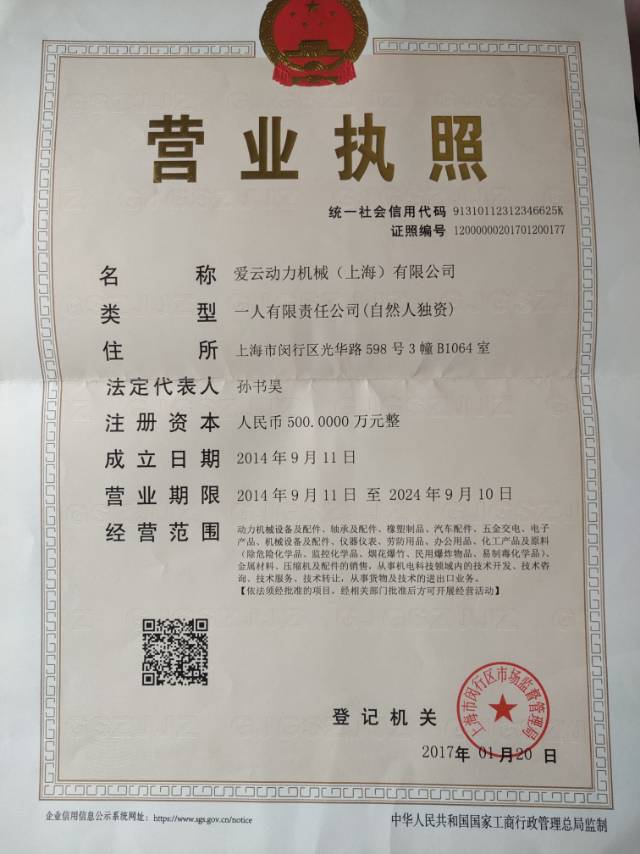 营业执照
统一社会信用代码 91310112312346625K
证照编号 12000000201701200177
名称 爱云动力机械（上海）有限公司
类型 一人有限责任公司(自然人独资)
住所 上海市闵行区光华路598号3幢B1064室
法定代表人 孙书昊
注册资本 人民币500.0000万元整
成立日期 2014年9月11日
营业期限 2014年9月11日 至 2024年9月10日
经营范围 动力机械设备及配件、轴承及配件、橡塑制品、汽车配件、五金交电、电子
产品、机械设备及配件、仪器仪表、劳防用品、办公用品、化工产品及原料
（除危险化学品、监控化学品、烟花爆竹、民用爆炸物品、易制毒化学品）、
金属材料、压缩机及配件的销售，从事机电科技领域内的技术开发、技术咨
询、技术服务、技术转让，从事货物及技术的进出口业务。
【依法须经批准的项目，经相关部门批准后方可开展经营活动】
登记机关
上海市闵行区市场监督管理局
2017年01月20日
企业信用信息公示系统网址：https://www.sgs.gov.cn/notice
中华人民共和国国家工商行政管理总局监制